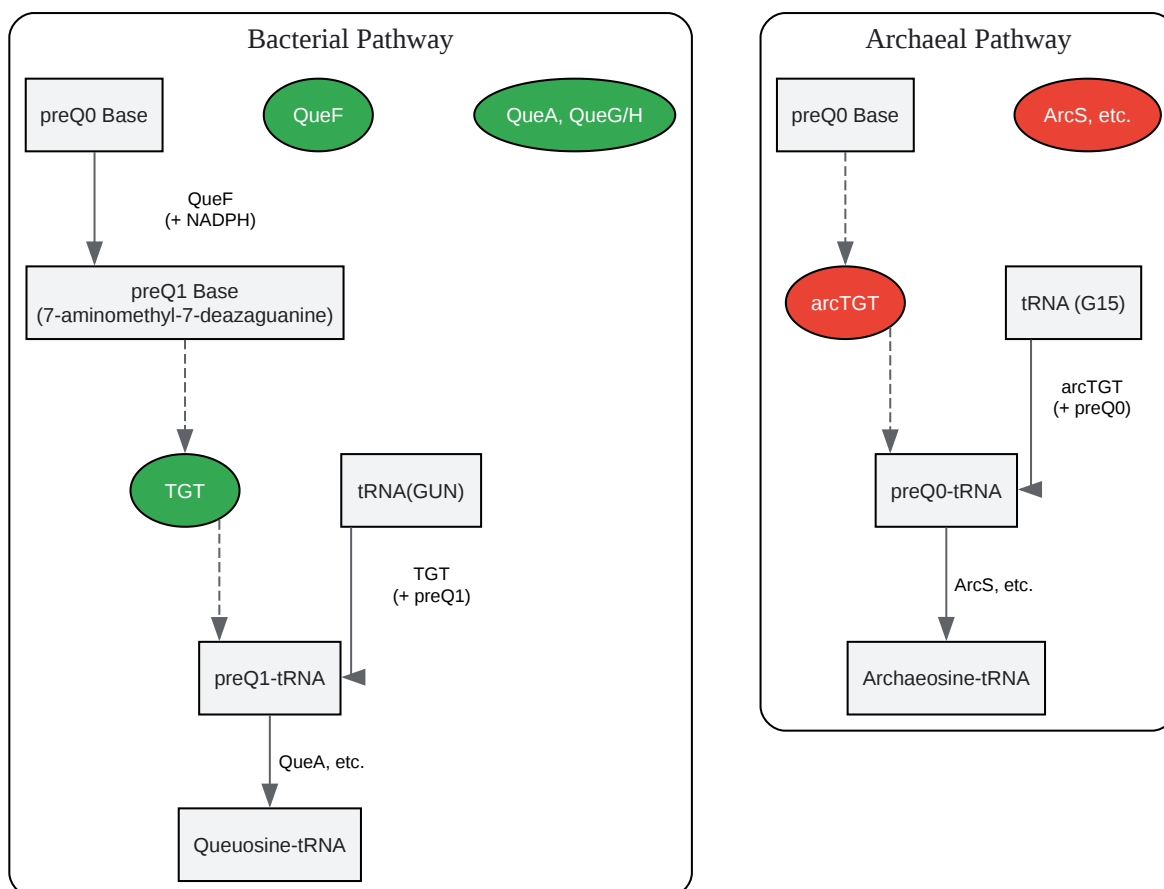 Bacterial Pathway
preQ0 Base
QueF
QueA, QueG/H
QueF
(+ NADPH)
preQ1 Base
(7-aminomethyl-7-deazaguanine)
TGT
tRNA(GUN)
TGT
(+ preQ1)
preQ1-tRNA
QueA, etc.
Queuosine-tRNA
Archaeal Pathway
preQ0 Base
ArcS, etc.
arcTGT
tRNA (G15)
arcTGT
(+ preQ0)
preQ0-tRNA
ArcS, etc.
Archaeosine-tRNA